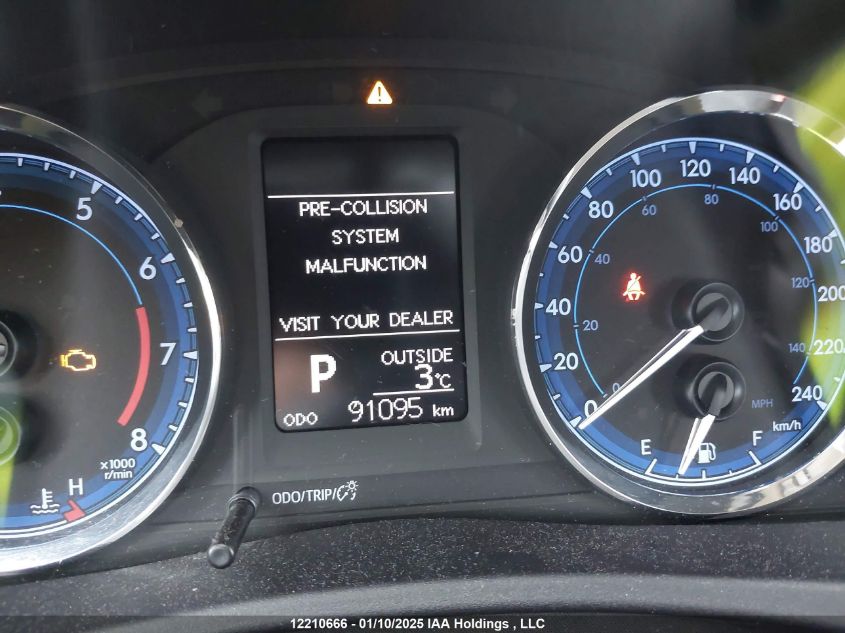 PRE-COLLISION
SYSTEM
MALFUNCTION
VISIT YOUR DEALER
P
OUTSIDE
3°C
ODO 91095 km
5
6
7
8
x1000
r/min
H
ODO/TRIP/
0
20
40
60
80
100
120
140
160
180
200
220
240
km/h
0
20
40
60
80
100
120
140
MPH
E
F
12210666 - 01/10/2025 IAA Holdings , LLC